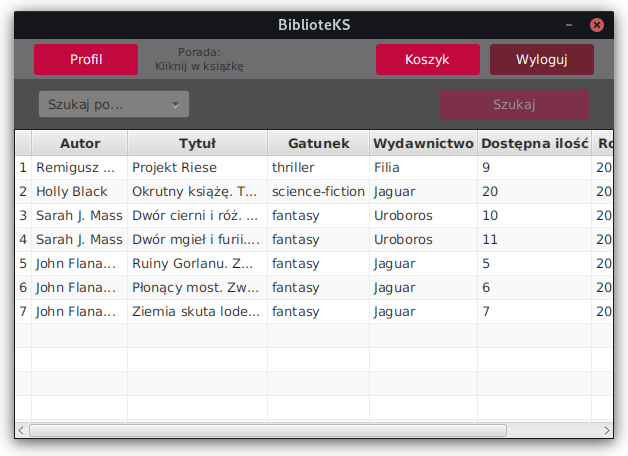 BiblioteKS
Profil
Porada:
Kliknij w książkę
Koszyk
Wyloguj
Szukaj po...
Szukaj
Autor Tytuł Gatunek Wydawnictwo Dostępna ilość Ro
1 Remigusz ... Projekt Riese thriller Filia 9 20
2 Holly Black Okrutny książę. T... science-fiction Jaguar 20 20
3 Sarah J. Mass Dwór cierni i róż. ... fantasy Uroboros 10 20
4 Sarah J. Mass Dwór mgieł i furii.... fantasy Uroboros 11 20
5 John Flana... Ruiny Gorlanu. Z... fantasy Jaguar 5 20
6 John Flana... Płonący most. Zw... fantasy Jaguar 6 20
7 John Flana... Ziemia skuta lode... fantasy Jaguar 7 20